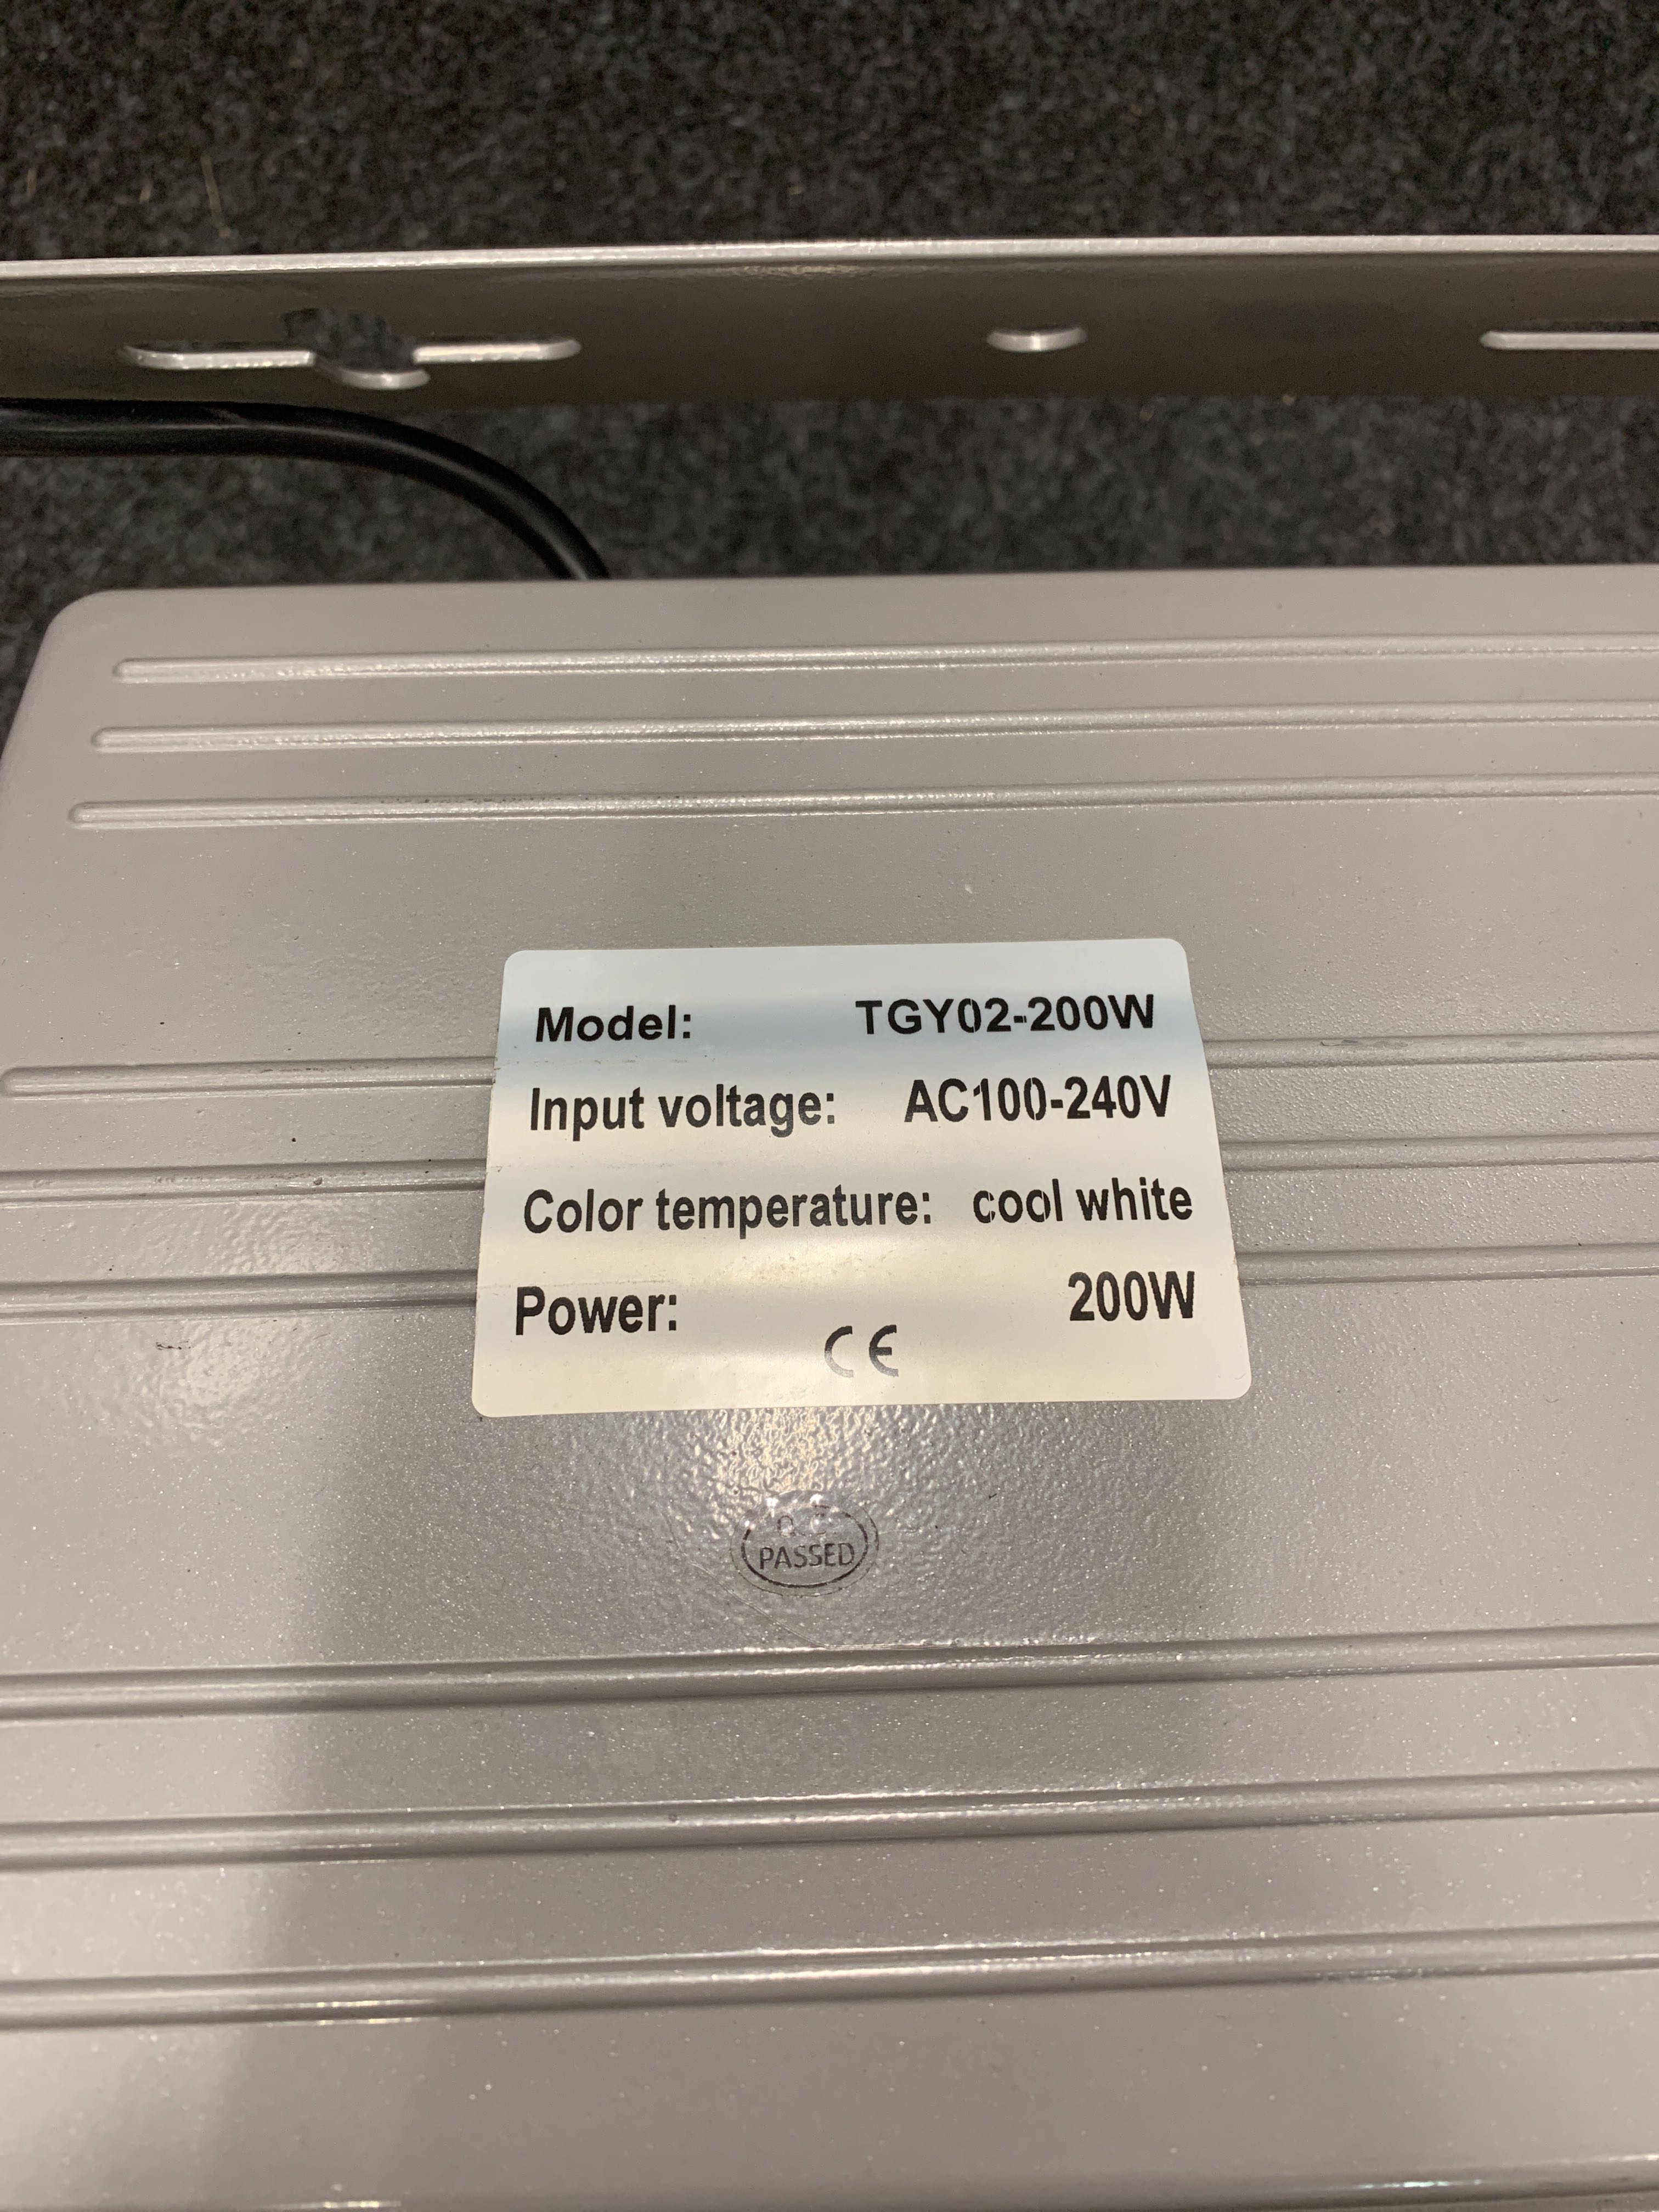 Model: TGY02-200W
Input voltage: AC100-240V
Color temperature: cool white
Power: 200W
CE
PASSED